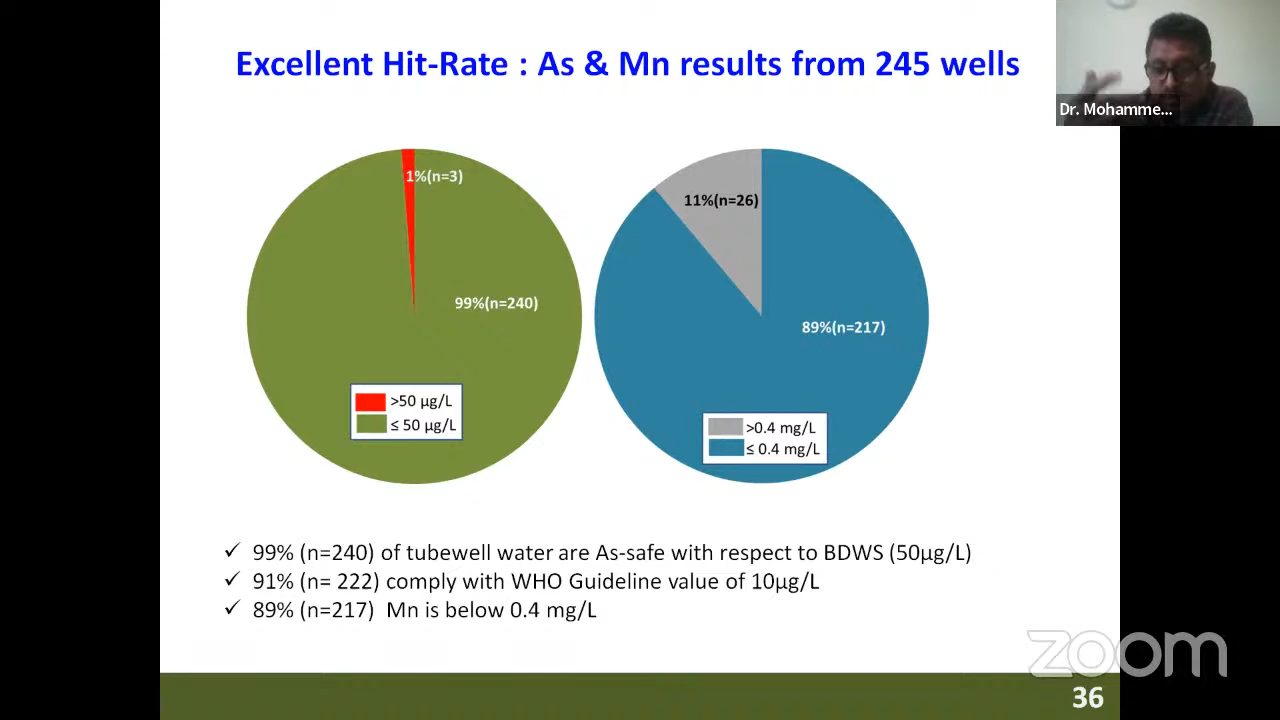 Excellent Hit-Rate : As & Mn results from 245 wells
Dr. Mohamme...
1%(n=3)
99%(n=240)
>50 µg/L
≤ 50 µg/L
11%(n=26)
89%(n=217)
>0.4 mg/L
≤ 0.4 mg/L
✓ 99% (n=240) of tubewell water are As-safe with respect to BDWS (50µg/L)
✓ 91% (n= 222) comply with WHO Guideline value of 10µg/L
✓ 89% (n=217) Mn is below 0.4 mg/L
zoom
36